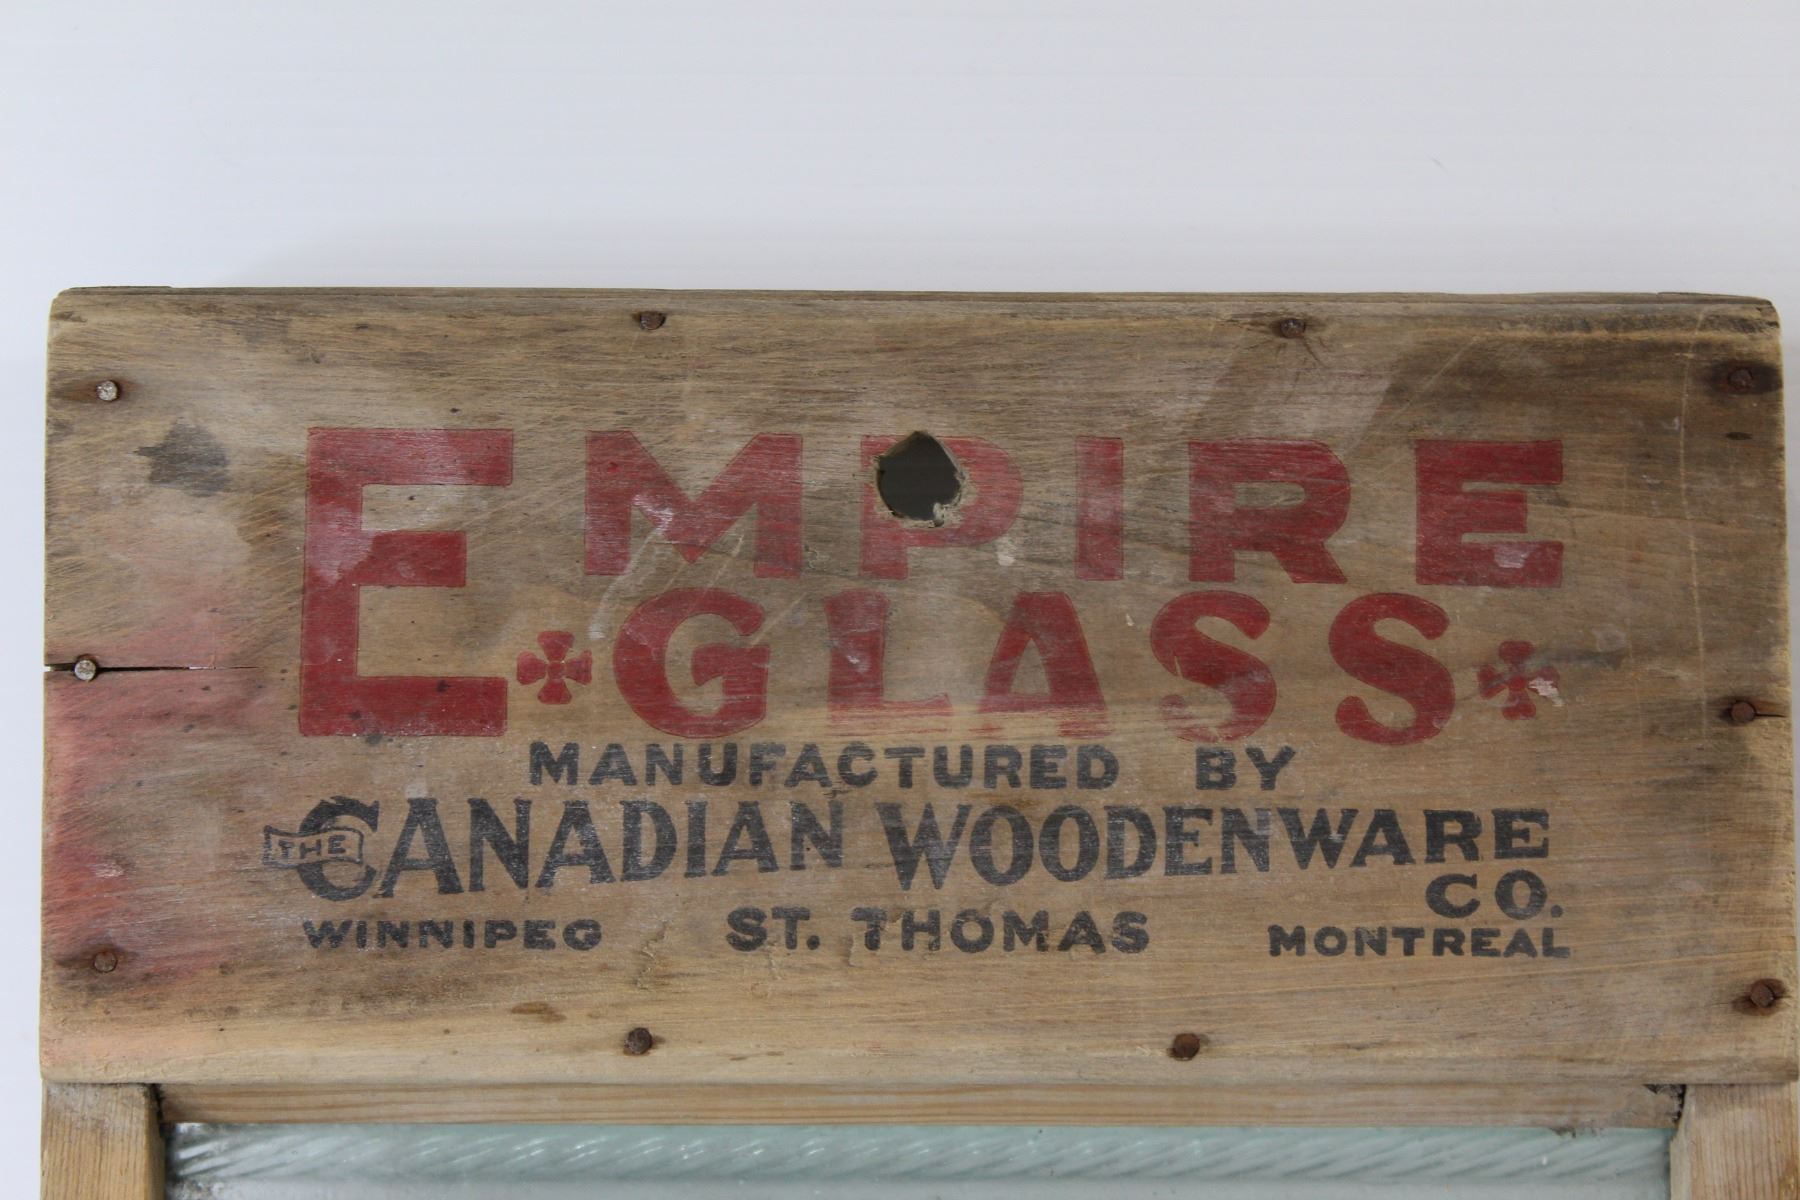 EMPIRE
GLASS
MANUFACTURED BY
THE CANADIAN WOODENWARE
CO.
WINNIPEG ST. THOMAS MONTREAL